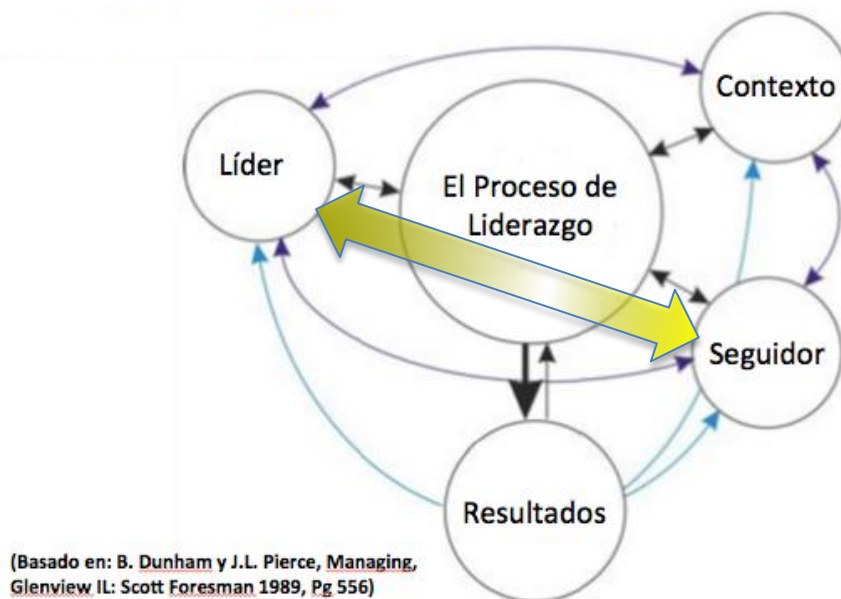 Contexto
Líder
El Proceso de
Liderazgo
Seguidor
Resultados
(Basado en: B. Dunham y J.L. Pierce, Managing,
Glenview IL: Scott Foresman 1989, Pg 556)